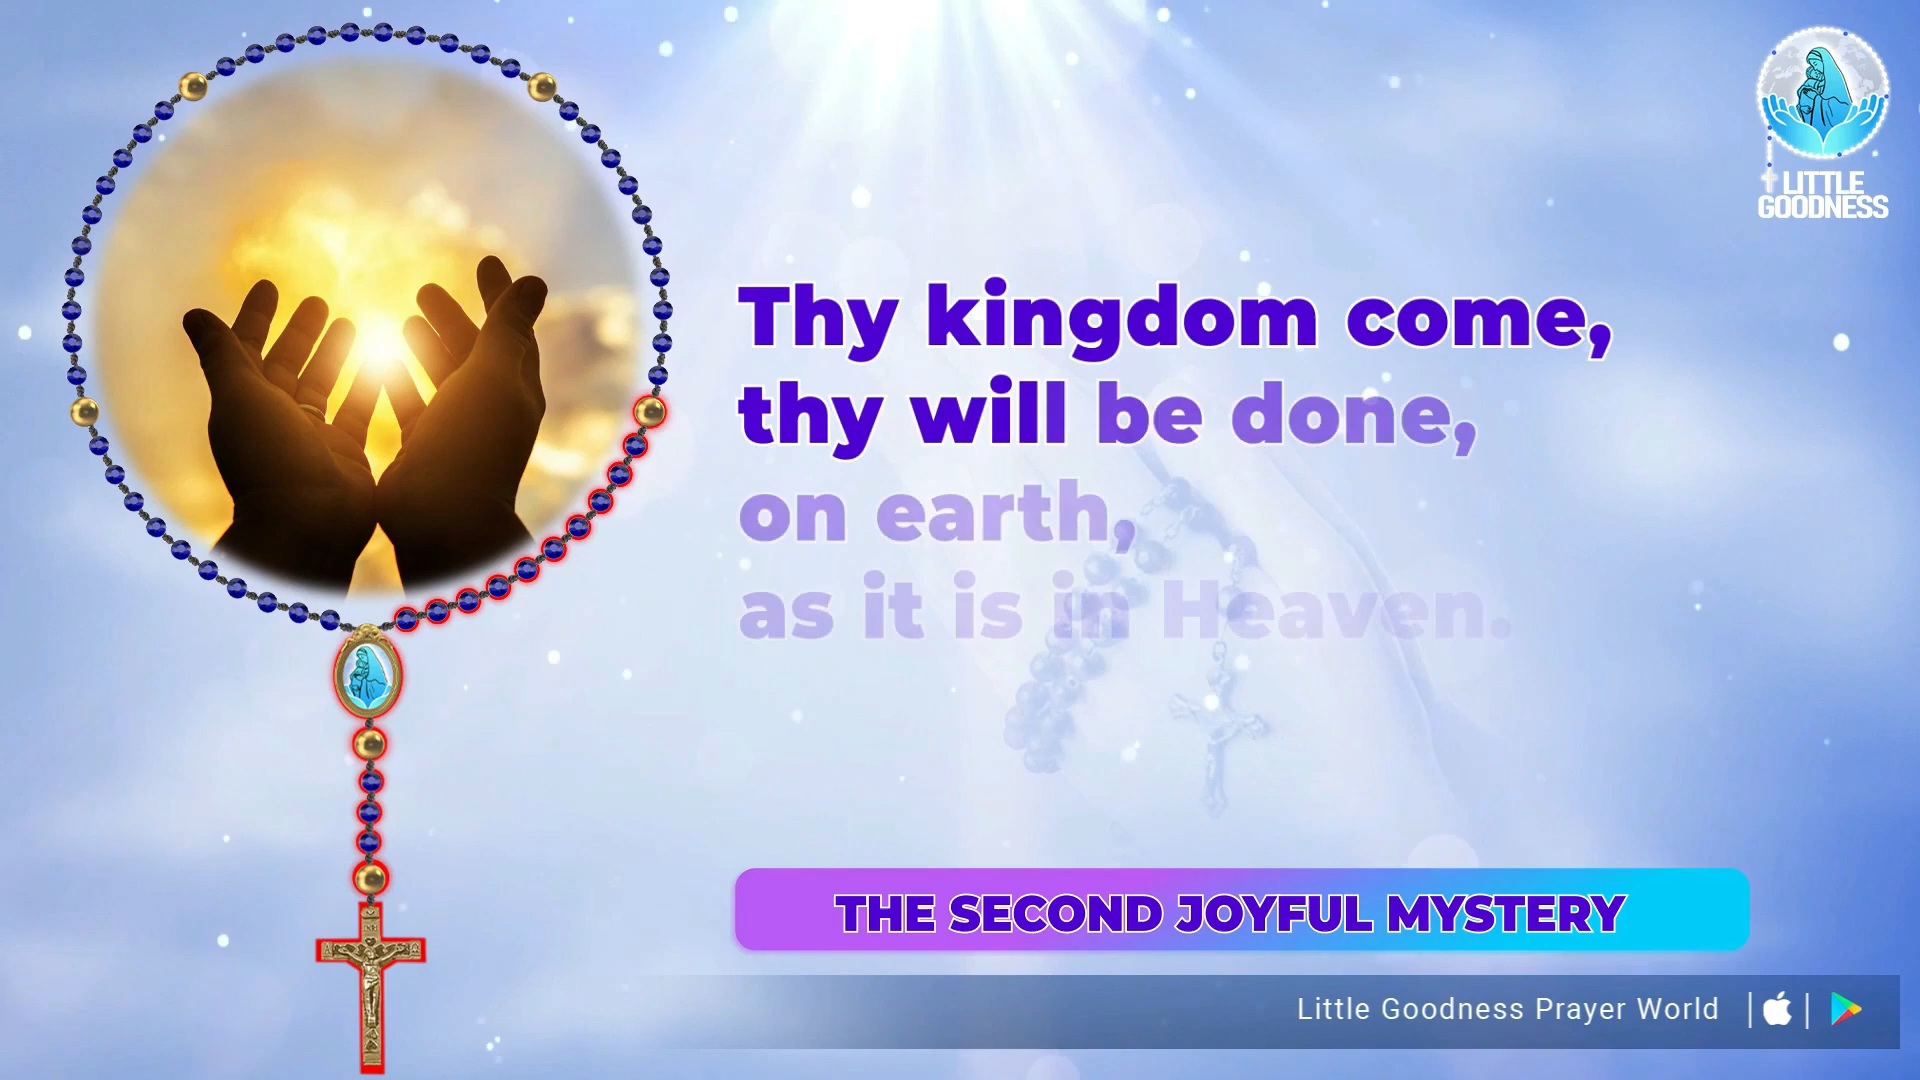 LITTLE
GOODNESS
Thy kingdom come,
thy will be done,
on earth,
as it is in Heaven.
THE SECOND JOYFUL MYSTERY
Little Goodness Prayer World